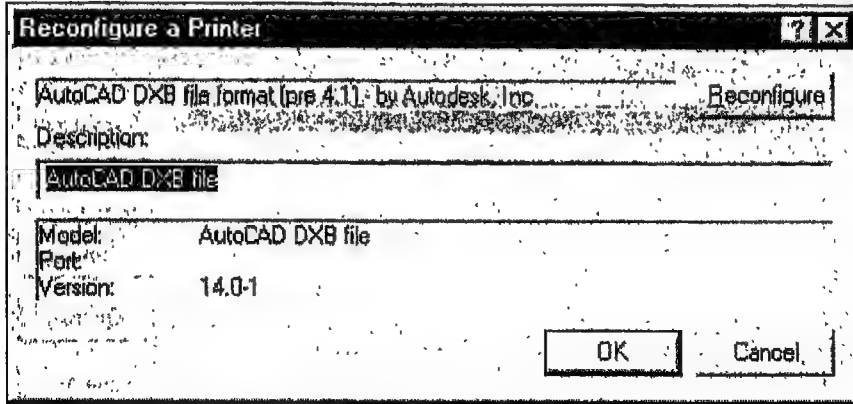 Reconfigure a Printer
AutoCAD DXB file format (pre 4.1) - by Autodesk, Inc
Reconfigure
Description:
AutoCAD DXB file
Model: AutoCAD DXB file
Port:
Version: 14.0-1
OK Cancel